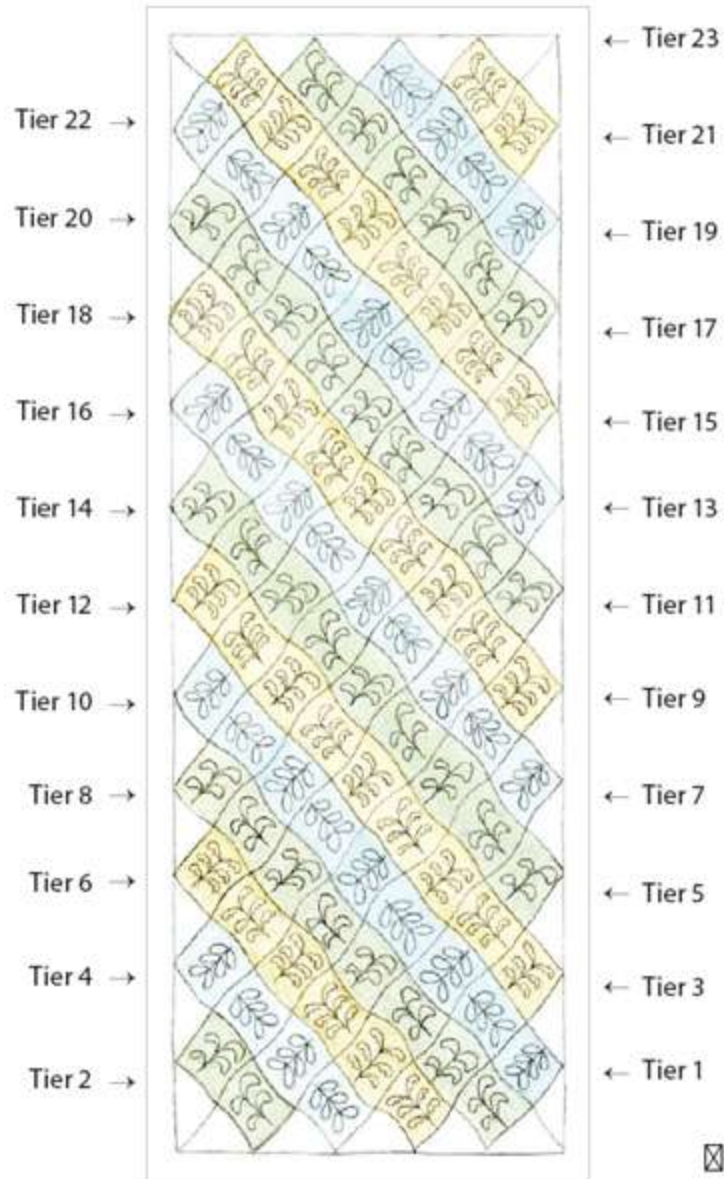 ← Tier 23
Tier 22 →
← Tier 21
Tier 20 →
← Tier 19
Tier 18 →
← Tier 17
Tier 16 →
← Tier 15
Tier 14 →
← Tier 13
Tier 12 →
← Tier 11
Tier 10 →
← Tier 9
Tier 8 →
← Tier 7
Tier 6 →
← Tier 5
Tier 4 →
← Tier 3
Tier 2 →
← Tier 1